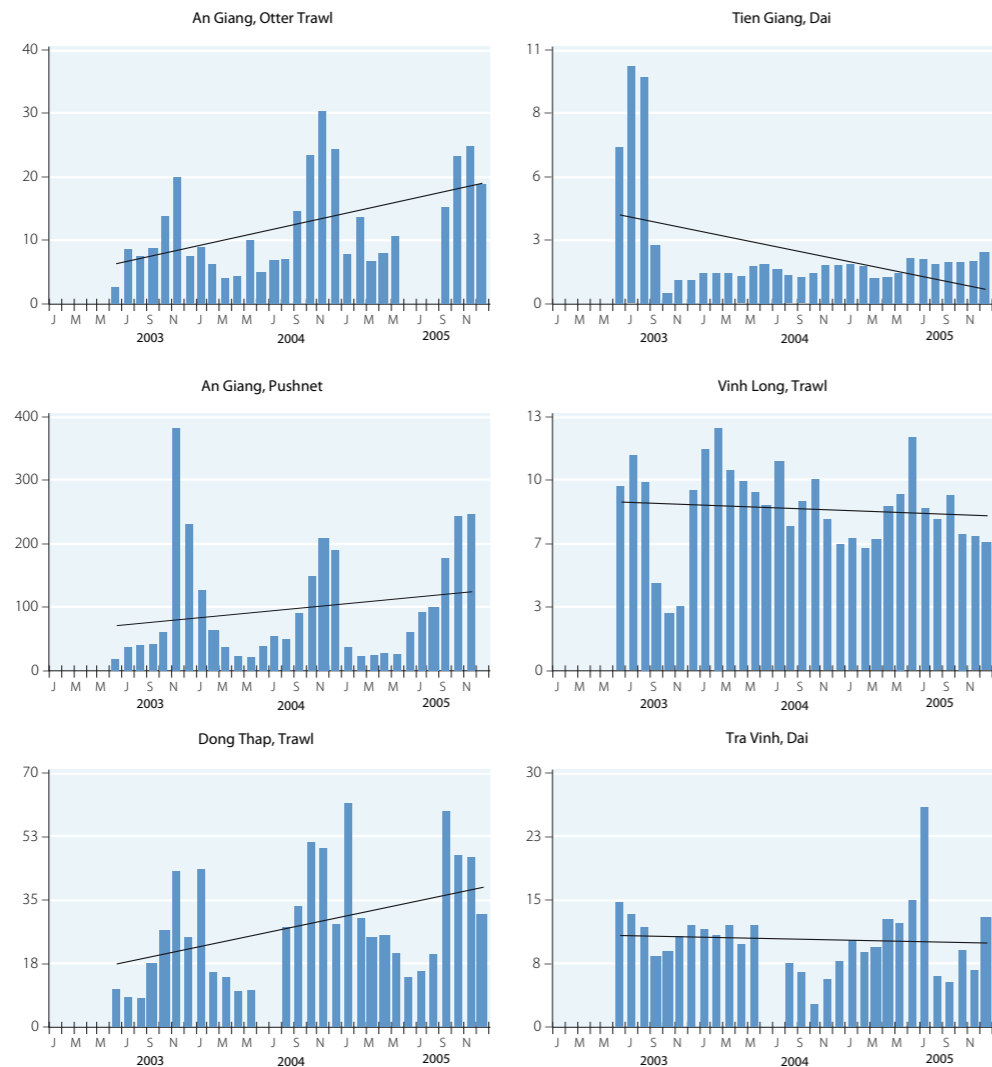 An Giang, Otter Trawl
40
30
20
10
0
J M M J S N J M M J S N J M M J S N
2003 2004 2005
Tien Giang, Dai
11
8
6
3
0
J M M J S N J M M J S N J M M J S N
2003 2004 2005
An Giang, Pushnet
400
300
200
100
0
J M M J S N J M M J S N J M M J S N
2003 2004 2005
Vinh Long, Trawl
13
10
7
3
0
J M M J S N J M M J S N J M M J S N
2003 2004 2005
Dong Thap, Trawl
70
53
35
18
0
J M M J S N J M M J S N J M M J S N
2003 2004 2005
Tra Vinh, Dai
30
23
15
8
0
J M M J S N J M M J S N J M M J S N
2003 2004 2005